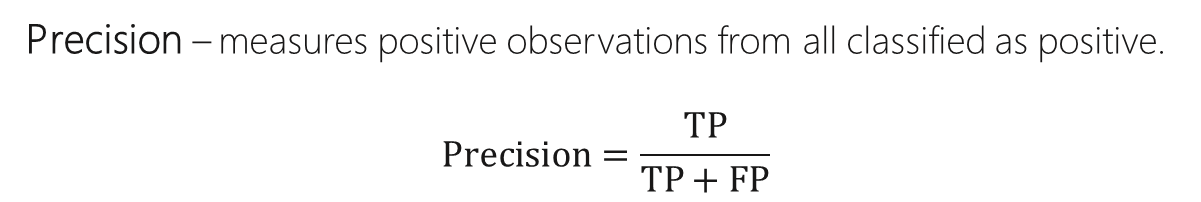 Precision – measures positive observations from all classified as positive.
Precision = TP / TP + FP